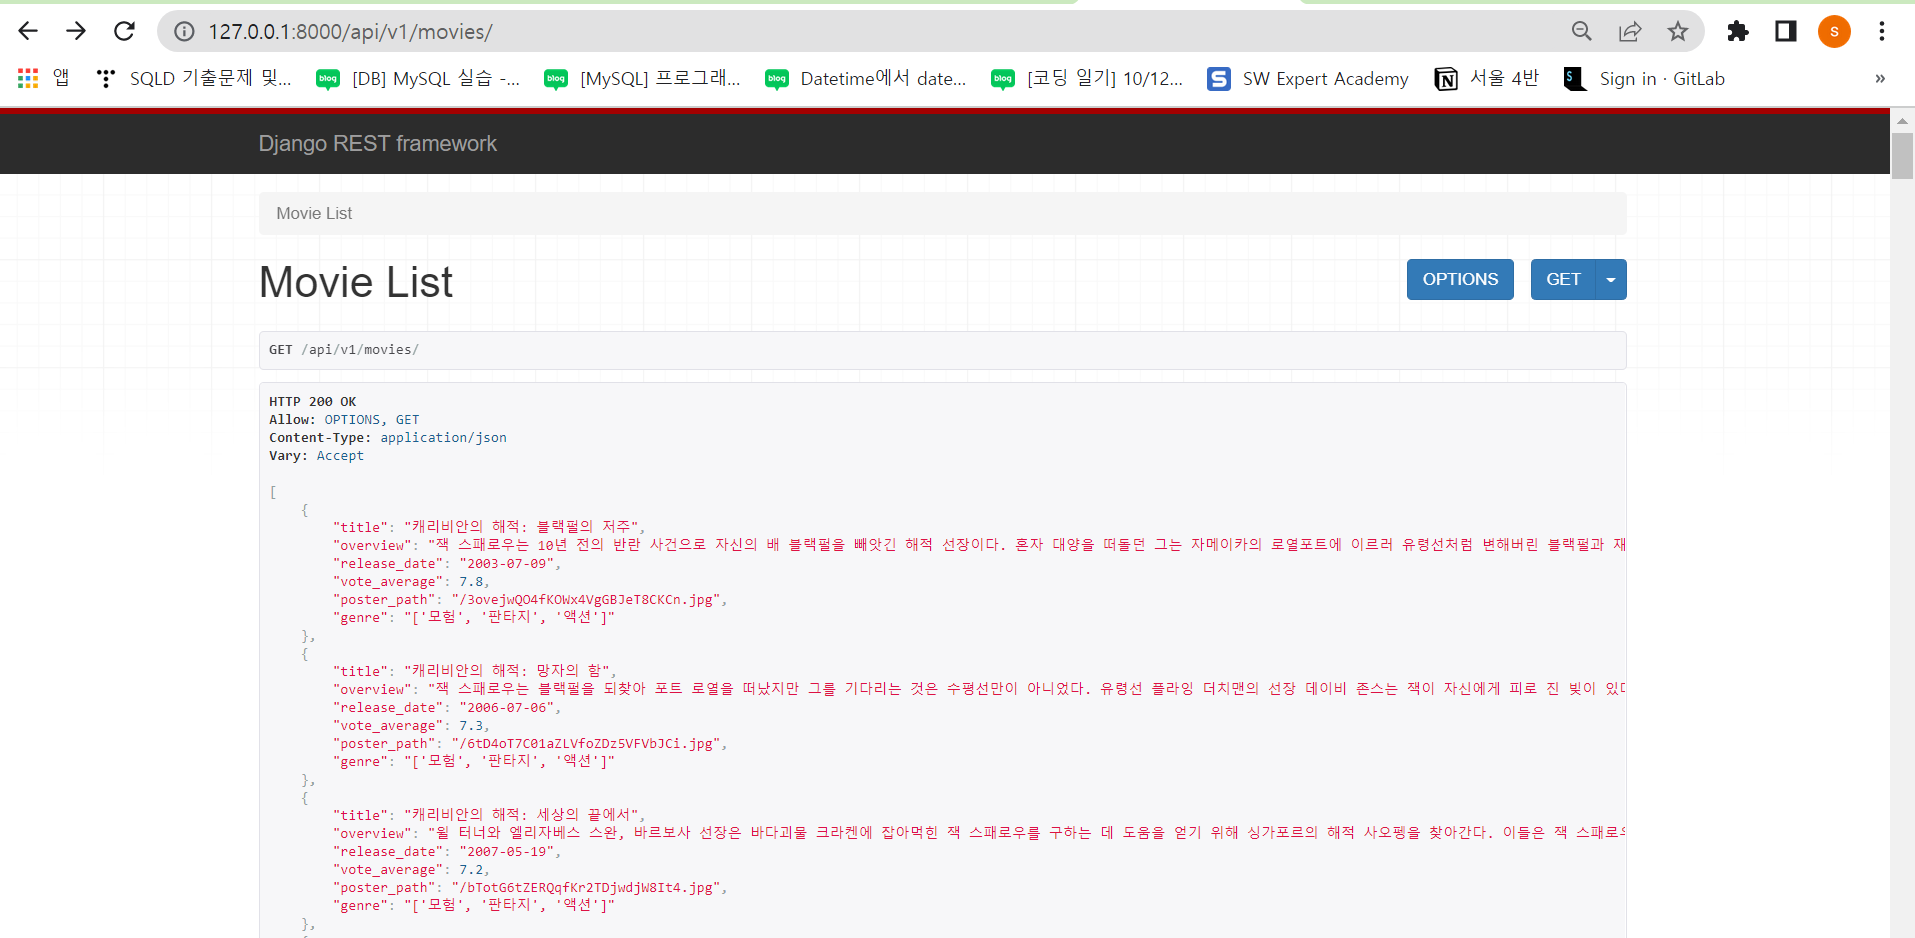 127.0.0.1:8000/api/v1/movies/
S
앱
SQLD 기출문제 및...
blog
[DB] MySQL 실습 -...
blog
[MySQL] 프로그래...
blog
Datetime에서 date...
blog
[코딩 일기] 10/12...
S
SW Expert Academy
N
서울 4반
$
Sign in · GitLab
»
Django REST framework
Movie List
Movie List
OPTIONS
GET
GET /api/v1/movies/
HTTP 200 OK
Allow: OPTIONS, GET
Content-Type: application/json
Vary: Accept
[
{
"title": "캐리비안의 해적: 블랙펄의 저주",
"overview": "잭 스패로우는 10년 전의 반란 사건으로 자신의 배 블랙펄을 빼앗긴 해적 선장이다. 혼자 대양을 떠돌던 그는 자메이카의 로열포트에 이르러 유령선처럼 변해버린 블랙펄과 재
"release_date": "2003-07-09",
"vote_average": 7.8,
"poster_path": "/3ovejwQO4fKOWx4VgGBJeT8CKCn.jpg",
"genre": "['모험', '판타지', '액션']"
},
{
"title": "캐리비안의 해적: 망자의 함",
"overview": "잭 스패로우는 블랙펄을 되찾아 포트 로열을 떠났지만 그를 기다리는 것은 수평선만이 아니었다. 유령선 플라잉 더치맨의 선장 데이비 존스는 잭이 자신에게 피로 진 빚이 있다
"release_date": "2006-07-06",
"vote_average": 7.3,
"poster_path": "/6tD4oT7C01aZLVfoZDz5VFVbJCi.jpg",
"genre": "['모험', '판타지', '액션']"
},
{
"title": "캐리비안의 해적: 세상의 끝에서",
"overview": "윌 터너와 엘리자베스 스완, 바르보사 선장은 바다괴물 크라켄에 잡아먹힌 잭 스패로우를 구하는 데 도움을 얻기 위해 싱가포르의 해적 사오펭을 찾아간다. 이들은 잭 스패로우
"release_date": "2007-05-19",
"vote_average": 7.2,
"poster_path": "/bTotG6tZERQqfKr2TDjwdjW8It4.jpg",
"genre": "['모험', '판타지', '액션']"
},